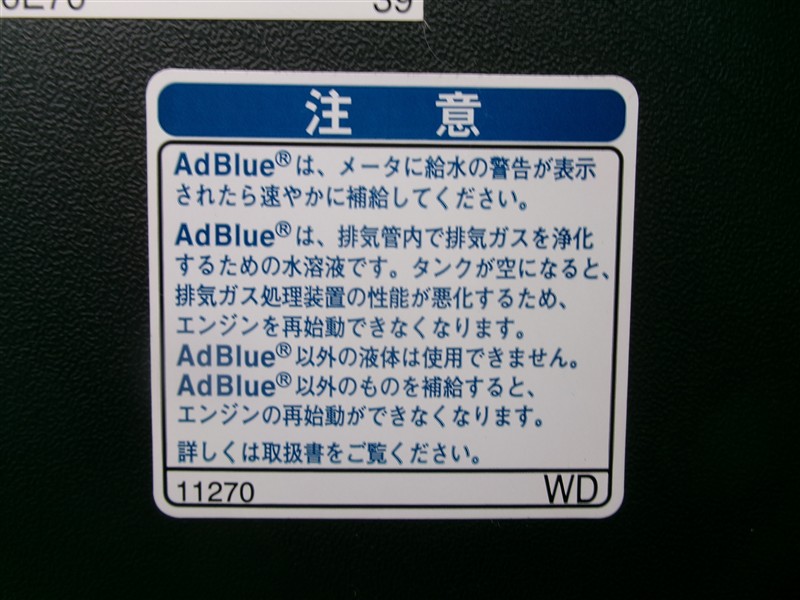 S9
注 意
AdBlue®は、メータに給水の警告が表示
されたら速やかに補給してください。
AdBlue®は、排気管内で排気ガスを浄化
するための水溶液です。タンクが空になると、
排気ガス処理装置の性能が悪化するため、
エンジンを再始動できなくなります。
AdBlue®以外の液体は使用できません。
AdBlue®以外のものを補給すると、
エンジンの再始動ができなくなります。
詳しくは取扱書をご覧ください。
11270 WD